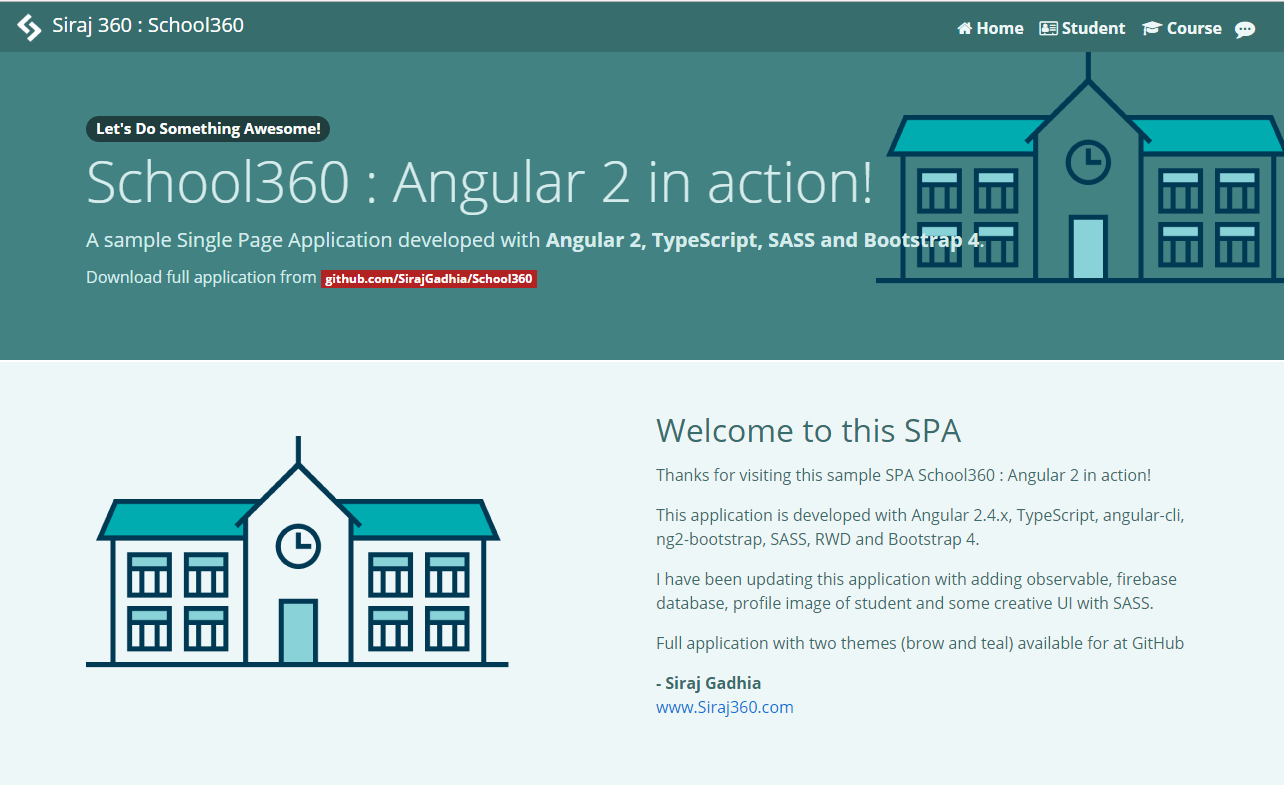 Siraj 360 : School360
Home Student Course
Let's Do Something Awesome!
School360 : Angular 2 in action!
A sample Single Page Application developed with Angular 2, TypeScript, SASS and Bootstrap 4.
Download full application from github.com/SirajGadhia/School360
Welcome to this SPA
Thanks for visiting this sample SPA School360 : Angular 2 in action!
This application is developed with Angular 2.4.x, TypeScript, angular-cli,
ng2-bootstrap, SASS, RWD and Bootstrap 4.
I have been updating this application with adding observable, firebase
database, profile image of student and some creative UI with SASS.
Full application with two themes (brow and teal) available for at GitHub
- Siraj Gadhia
www.Siraj360.com